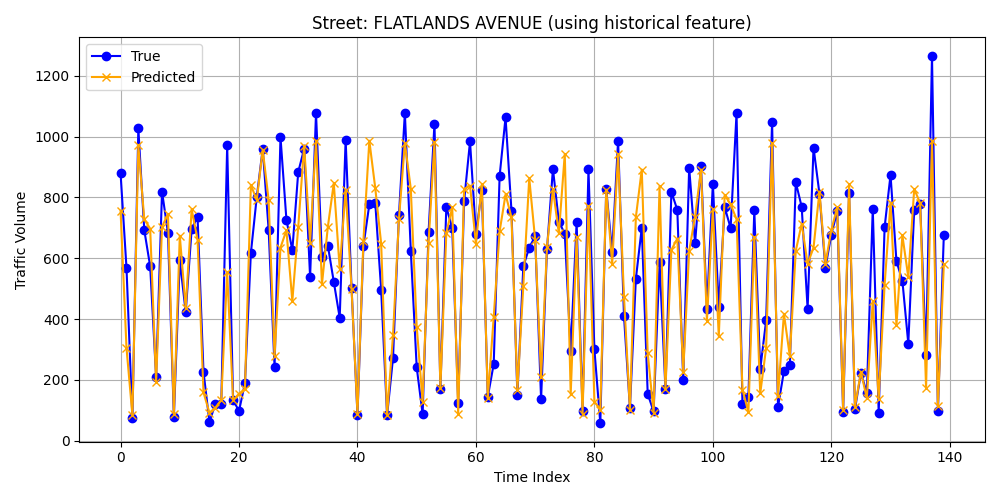 Street: FLATLANDS AVENUE (using historical feature)
True
Predicted
Traffic Volume
1200
1000
800
600
400
200
0
0 20 40 60 80 100 120 140
Time Index